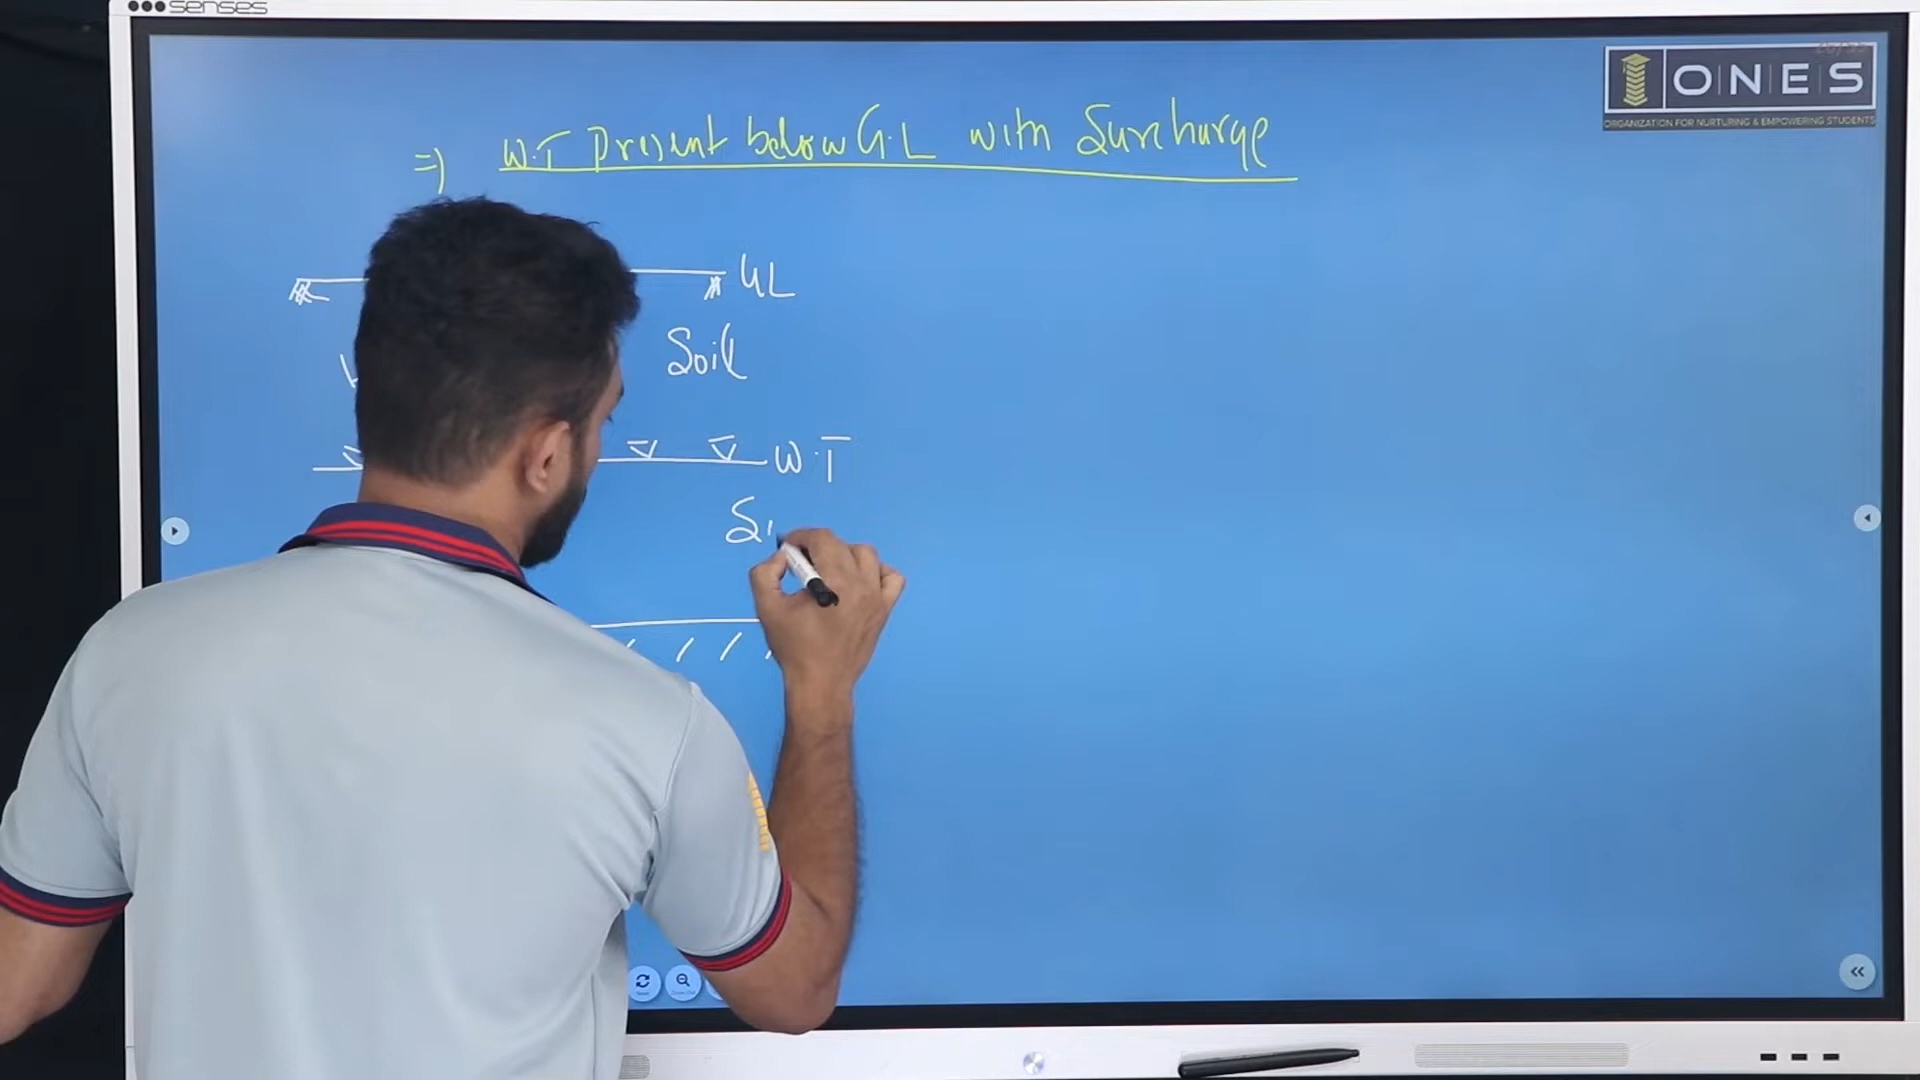 senses
ONES
ORGANIZATION FOR NURTURING & EMPOWERING STUDENTS
=) W.T Present below G.L with Surcharge
GL
Soil
W.T